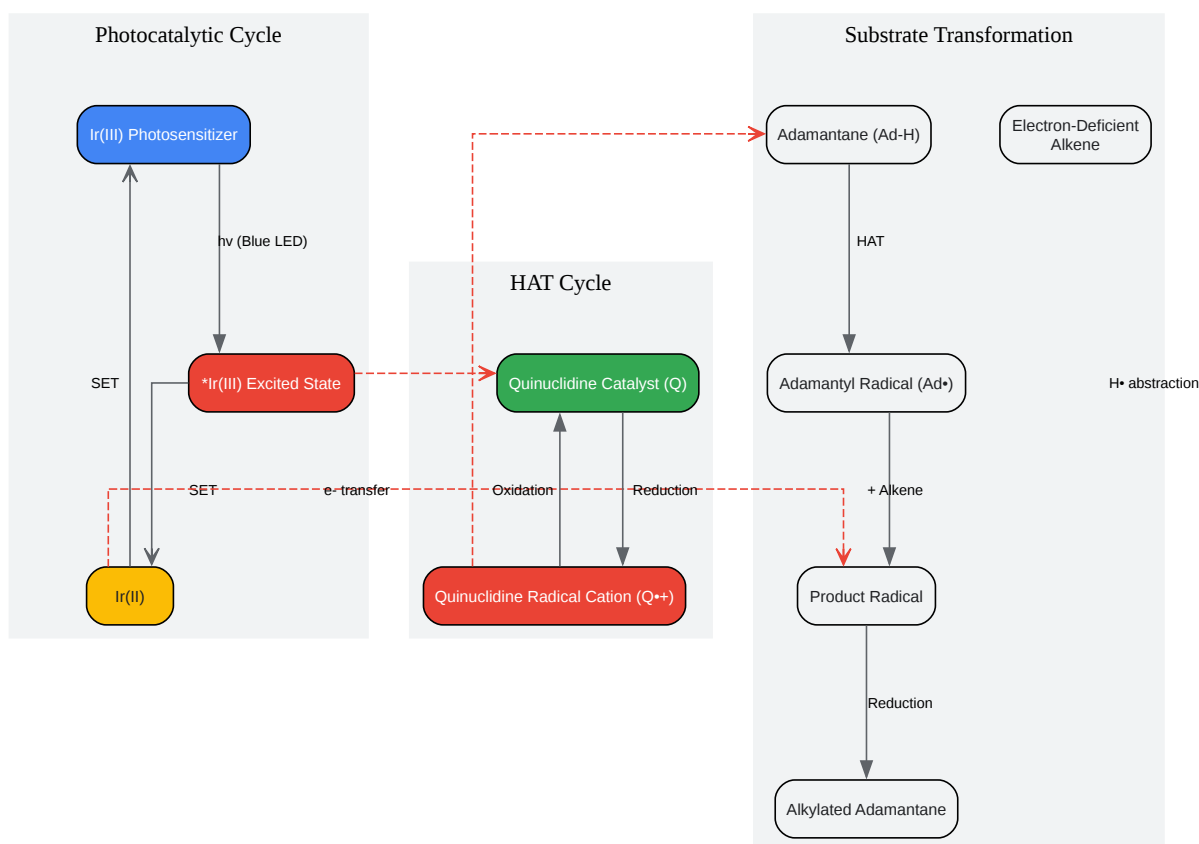 Photocatalytic Cycle
Substrate Transformation
Ir(III) Photosensitizer
Adamantane (Ad-H)
Electron-Deficient
Alkene
hv (Blue LED)
HAT
HAT Cycle
SET
*Ir(III) Excited State
Quinuclidine Catalyst (Q)
Adamantyl Radical (Ad•)
H• abstraction
SET
e- transfer
Oxidation
Reduction
+ Alkene
Ir(II)
Quinuclidine Radical Cation (Q•+)
Product Radical
Reduction
Alkylated Adamantane